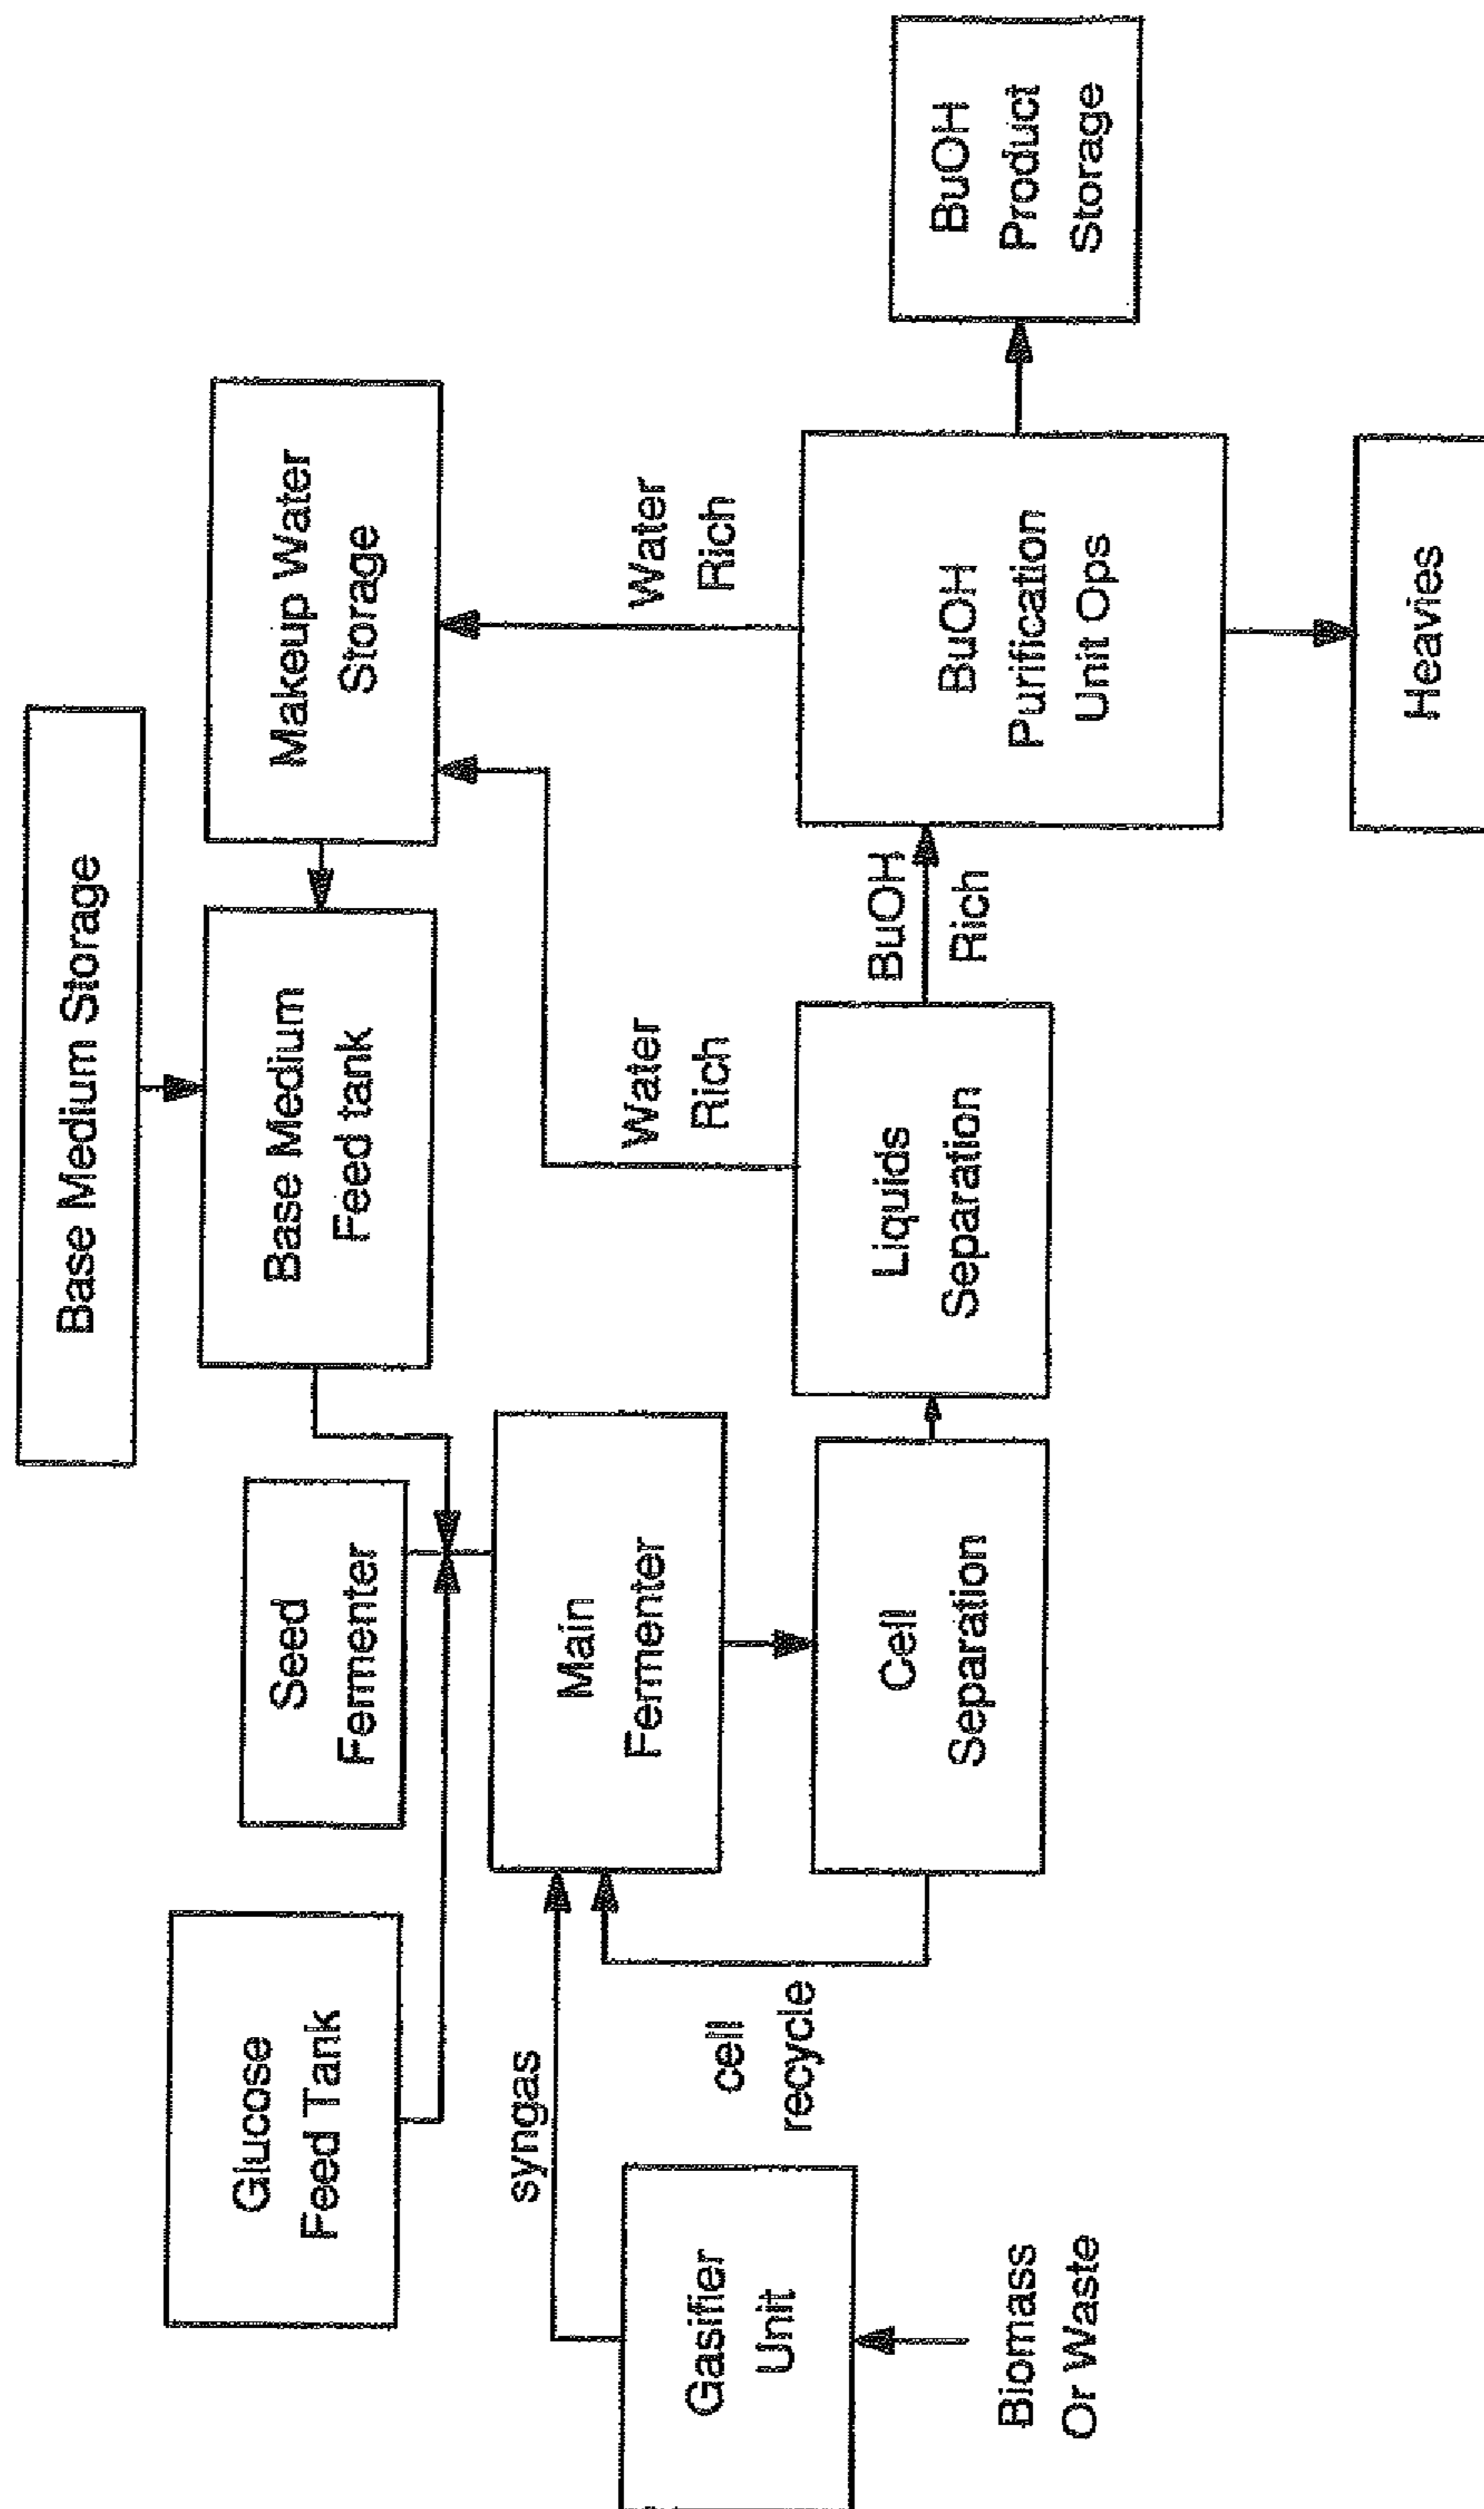 Base Medium Storage
Glucose
Feed Tank
Seed
Fermenter
Base Medium
Feed tank
Makeup Water
Storage
syngas
Main
Fermenter
Water
Rich
Water
Rich
Gasifier
Unit
cell
recycle
Cell
Separation
Liquids
Separation
BuOH
Rich
BuOH
Purification
Unit Ops
BuOH
Product
Storage
Biomass
Or Waste
Heavies